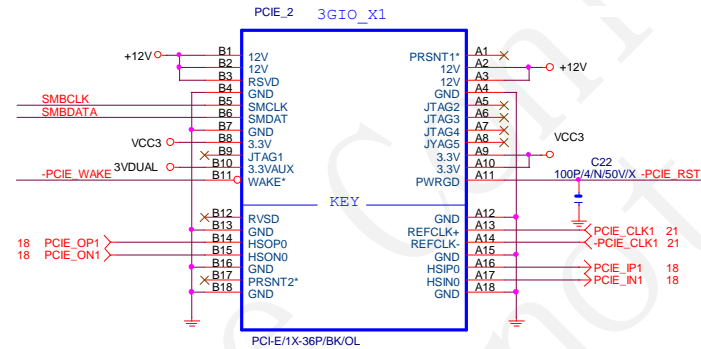 PCIE_2 3GIO_X1
+12V B1 12V PRSNT1* A1
B2 12V 12V A2 +12V
B3 RSVD 12V A3
B4 GND GND A4
SMBCLK B5 SMCLK JTAG2 A5
SMBDATA B6 SMDAT JTAG3 A6
B7 GND JTAG4 A7
VCC3 B8 3.3V JYAG5 A8 VCC3
B9 JTAG1 3.3V A9
3VDUAL B10 3.3VAUX 3.3V A10 C22
-PCIE_WAKE B11 WAKE* PWRGD A11 100P/4/N/50V/X -PCIE_RST
KEY
B12 RVSD GND A12
B13 GND REFCLK+ A13 PCIE_CLK1 21
18 PCIE_OP1 B14 HSOP0 REFCLK- A14 -PCIE_CLK1 21
18 PCIE_ON1 B15 HSON0 GND A15
B16 GND HSIP0 A16 PCIE_IP1 18
B17 PRSNT2* HSIN0 A17 PCIE_IN1 18
B18 GND GND A18
PCI-E/1X-36P/BK/OL